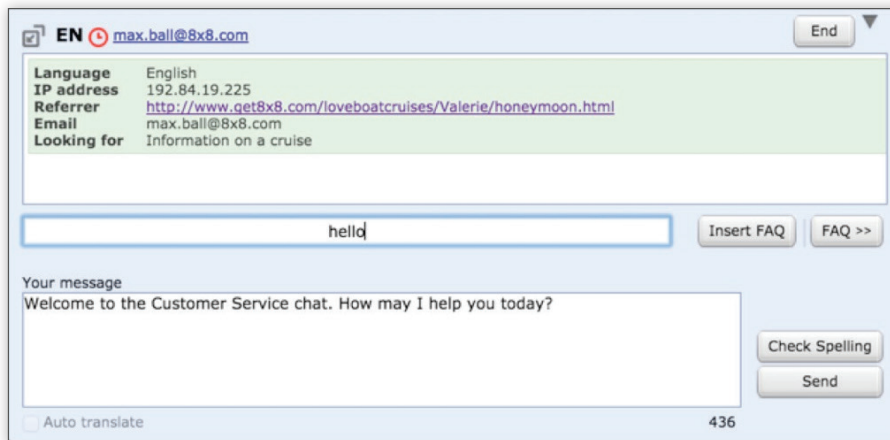 EN max.ball@8x8.com End
Language English
IP address 192.84.19.225
Referrer http://www.get8x8.com/loveboatcruises/Valerie/honeymoon.html
Email max.ball@8x8.com
Looking for Information on a cruise
hello Insert FAQ FAQ >>
Your message
Welcome to the Customer Service chat. How may I help you today?
Check Spelling
Send
Auto translate 436